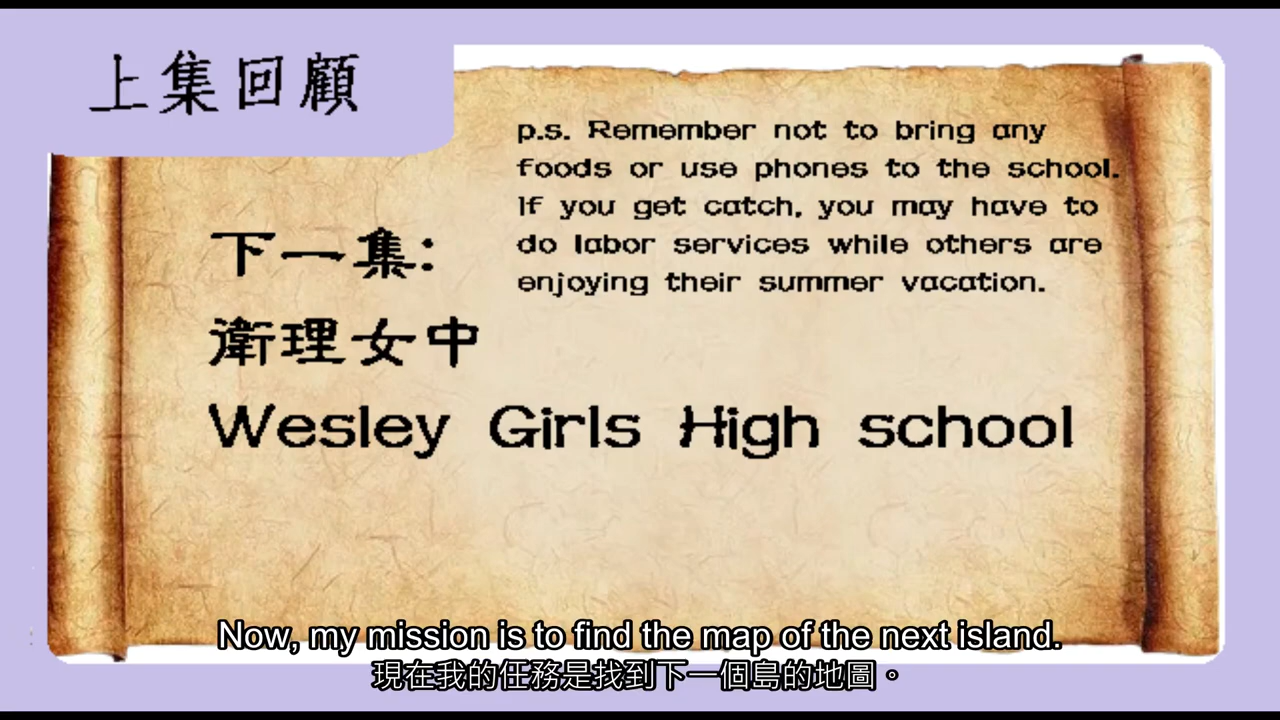 上集回顧
p.s. Remember not to bring any
foods or use phones to the school.
If you get catch, you may have to
do labor services while others are
enjoying their summer vacation.
下一集:
衛理女中
Wesley Girls High school
Now, my mission is to find the map of the next island.
現在我的任務是找到下一個島的地圖。